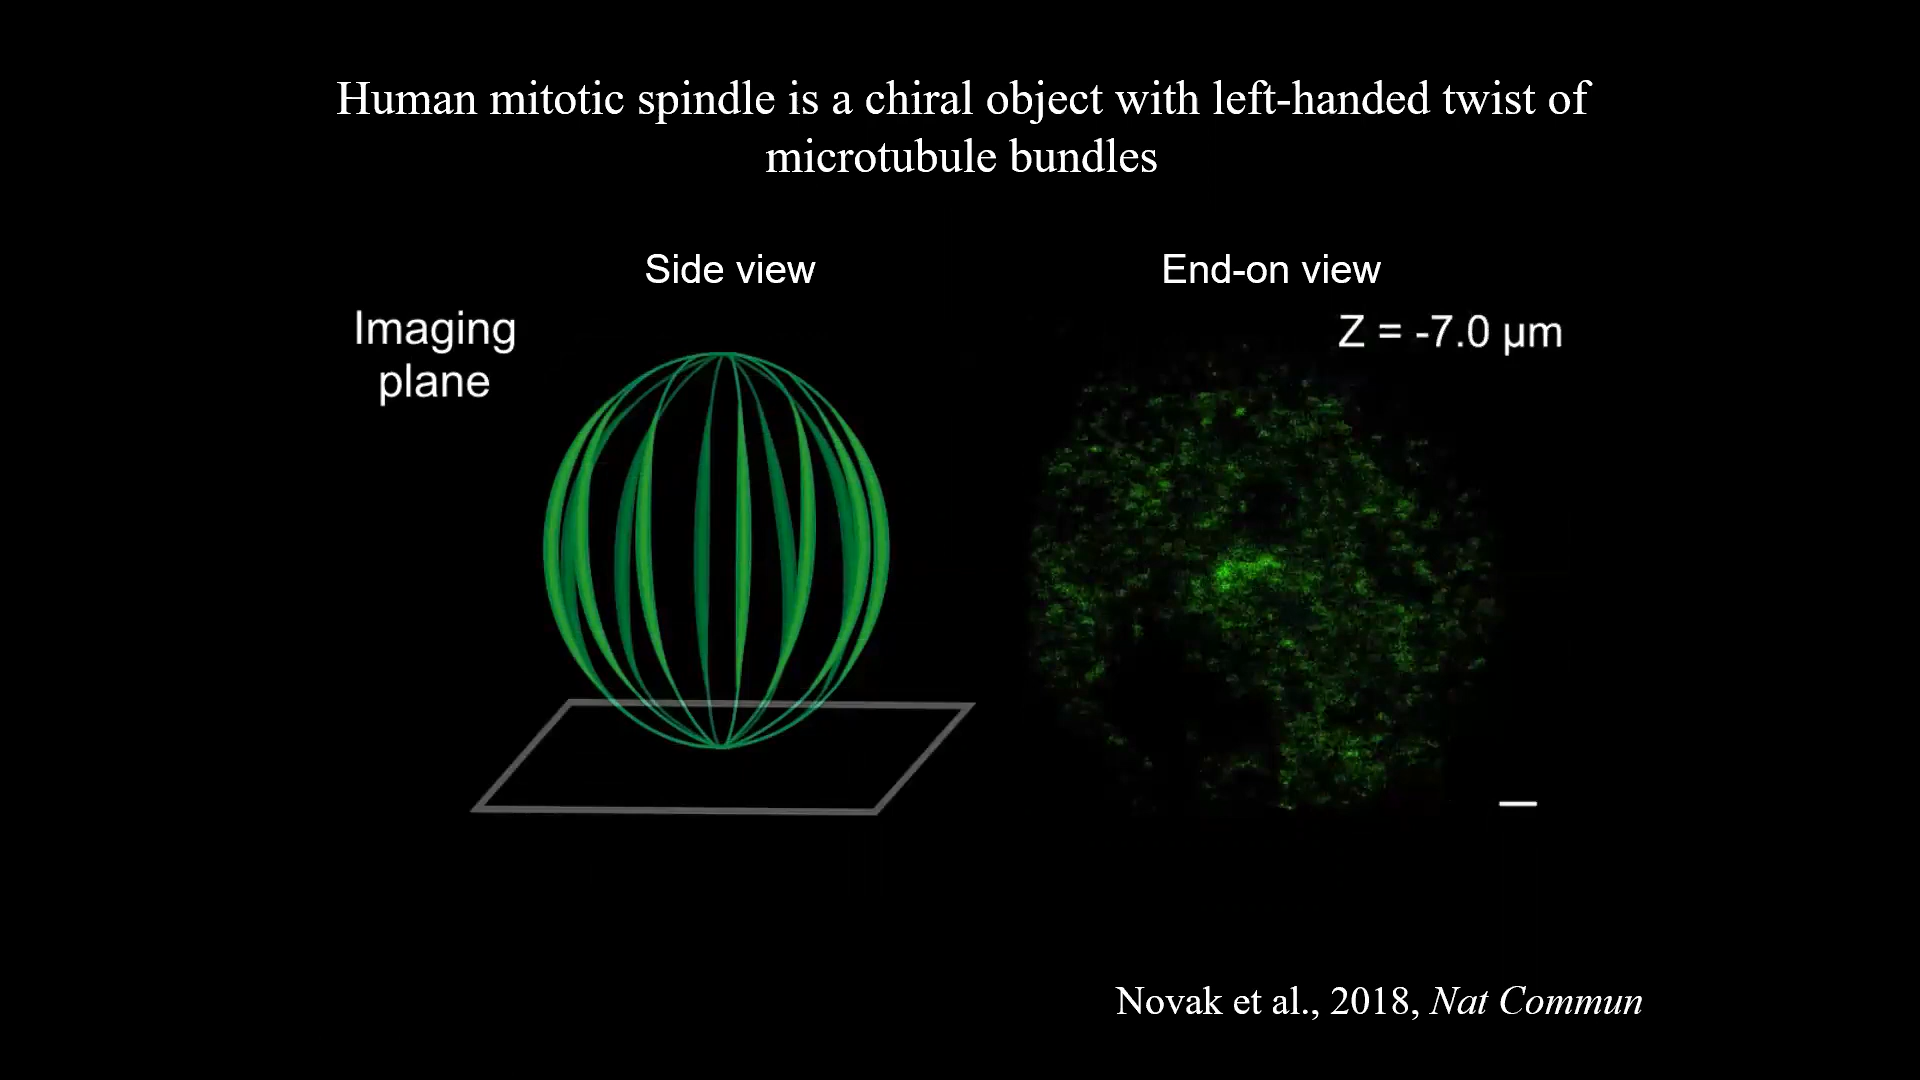 Human mitotic spindle is a chiral object with left-handed twist of
microtubule bundles
Side view
End-on view
Imaging
plane
Z = -7.0 µm
Novak et al., 2018, Nat Commun